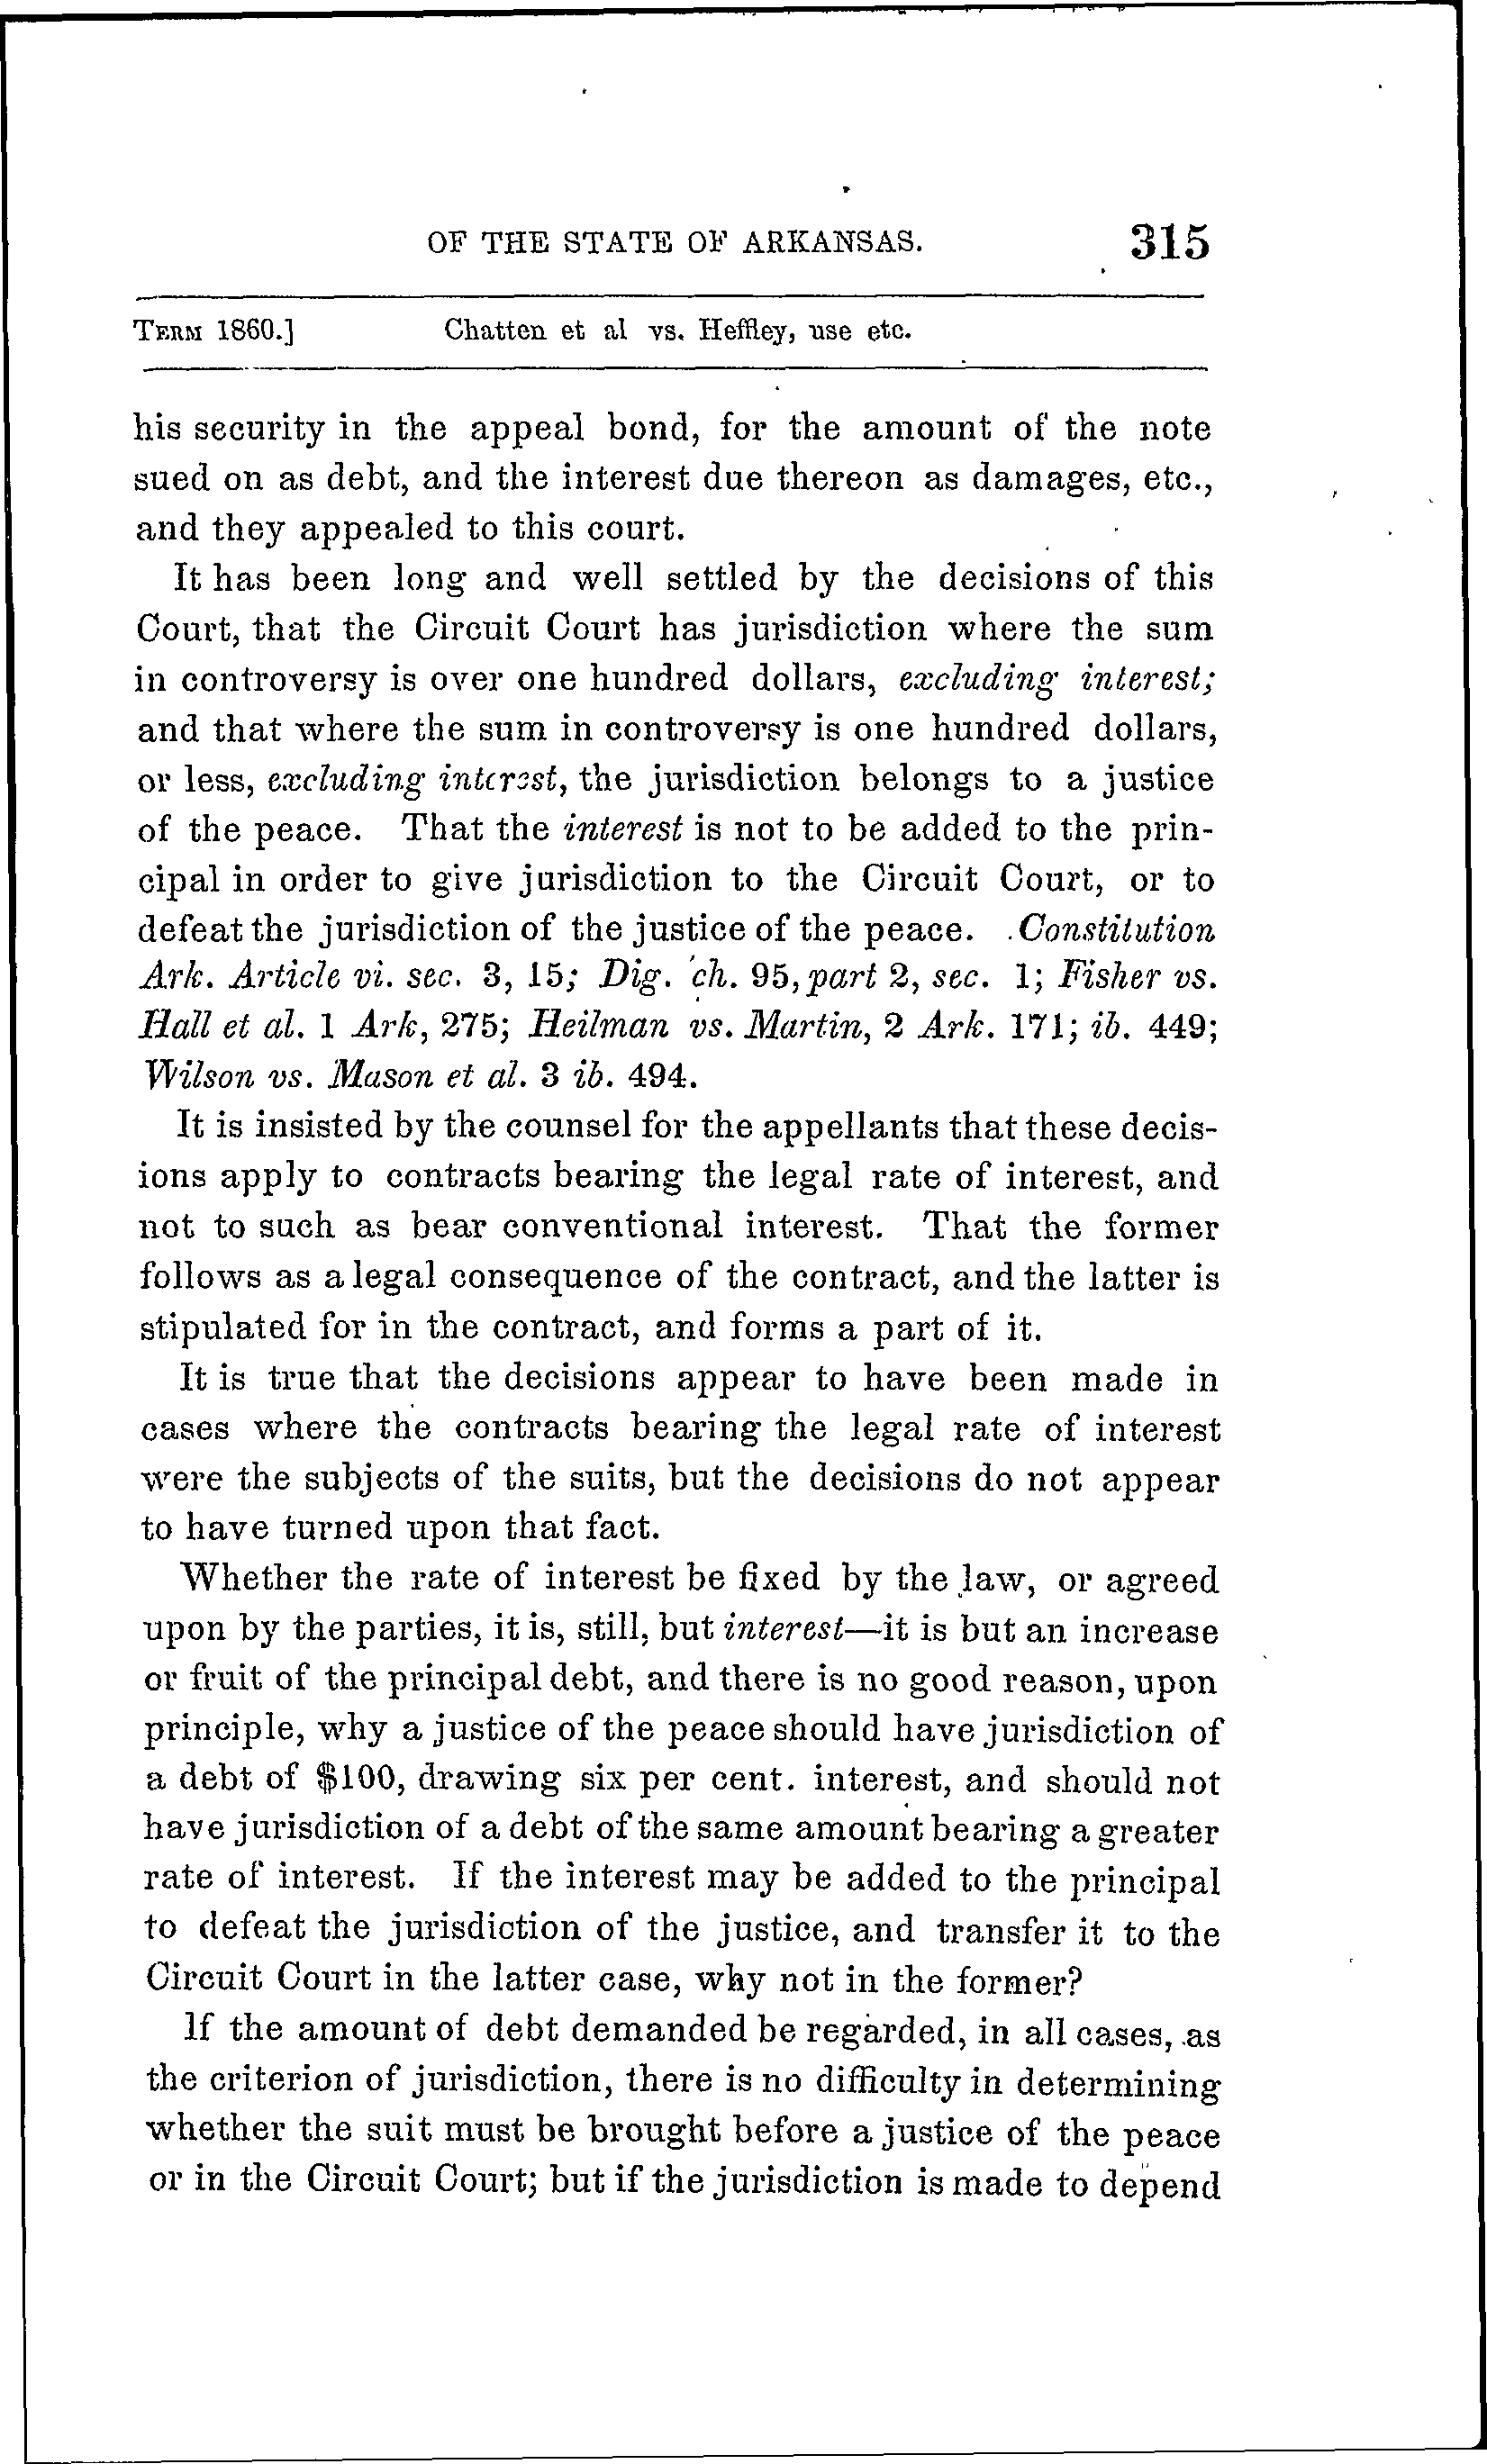 OF THE STATE OF ARKANSAS. 315
TERM 1860.] Chatten et al vs. Heffley, use etc.
his security in the appeal bond, for the amount of the note
sued on as debt, and the interest due thereon as damages, etc.,
and they appealed to this court.
It has been long and well settled by the decisions of this
Court, that the Circuit Court has jurisdiction where the sum
in controversy is over one hundred dollars, excluding interest;
and that where the sum in controversy is one hundred dollars,
or less, excluding interest, the jurisdiction belongs to a justice
of the peace. That the interest is not to be added to the prin-
cipal in order to give jurisdiction to the Circuit Court, or to
defeat the jurisdiction of the justice of the peace. Constitution
Ark. Article vi. sec. 3, 15; Dig. ch. 95, part 2, sec. 1; Fisher vs.
Hall et al. 1 Ark, 275; Heilman vs. Martin, 2 Ark. 171; ib. 449;
Wilson vs. Mason et al. 3 ib. 494.
It is insisted by the counsel for the appellants that these decis-
ions apply to contracts bearing the legal rate of interest, and
not to such as bear conventional interest. That the former
follows as a legal consequence of the contract, and the latter is
stipulated for in the contract, and forms a part of it.
It is true that the decisions appear to have been made in
cases where the contracts bearing the legal rate of interest
were the subjects of the suits, but the decisions do not appear
to have turned upon that fact.
Whether the rate of interest be fixed by the law, or agreed
upon by the parties, it is, still, but interest—it is but an increase
or fruit of the principal debt, and there is no good reason, upon
principle, why a justice of the peace should have jurisdiction of
a debt of $100, drawing six per cent. interest, and should not
have jurisdiction of a debt of the same amount bearing a greater
rate of interest. If the interest may be added to the principal
to defeat the jurisdiction of the justice, and transfer it to the
Circuit Court in the latter case, why not in the former?
If the amount of debt demanded be regarded, in all cases, as
the criterion of jurisdiction, there is no difficulty in determining
whether the suit must be brought before a justice of the peace
or in the Circuit Court; but if the jurisdiction is made to depend